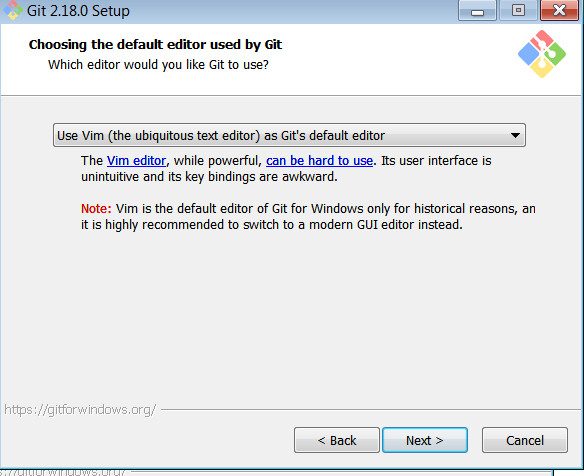 Git 2.18.0 Setup
Choosing the default editor used by Git
Which editor would you like Git to use?
Use Vim (the ubiquitous text editor) as Git's default editor
The Vim editor, while powerful, can be hard to use. Its user interface is
unintuitive and its key bindings are awkward.
Note: Vim is the default editor of Git for Windows only for historical reasons, an
it is highly recommended to switch to a modern GUI editor instead.
https://gitforwindows.org/
< Back
Next >
Cancel
s://gitforwindows.org/